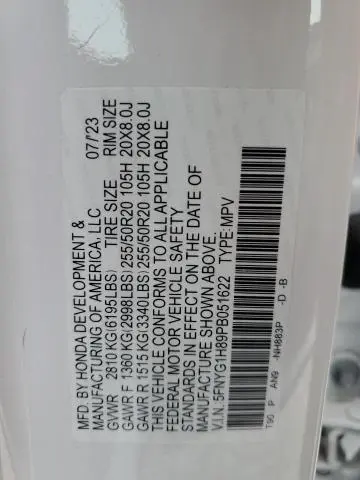 MFD. BY HONDA DEVELOPMENT &
MANUFACTURING OF AMERICA, LLC 07/'23
GVWR 2810 KG(6195LBS) TIRE SIZE RIM SIZE
GAWR F 1360 KG(2998LBS) 255/50R20 105H 20X8.0J
GAWR R 1515 KG(3340LBS) 255/50R20 105H 20X8.0J
THIS VEHICLE CONFORMS TO ALL APPLICABLE
FEDERAL MOTOR VEHICLE SAFETY
STANDARDS IN EFFECT ON THE DATE OF
MANUFACTURE SHOWN ABOVE.
V.I.N.:5FNYG1H89PB051622 TYPE:MPV
T90 P AN9 -NH883P -D -B